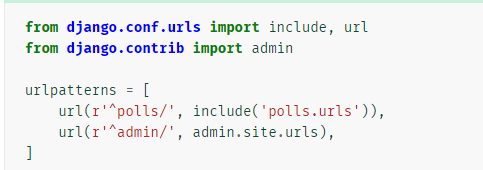 from django.conf.urls import include, url
from django.contrib import admin

urlpatterns = [
    url(r'^polls/', include('polls.urls')),
    url(r'^admin/', admin.site.urls),
]